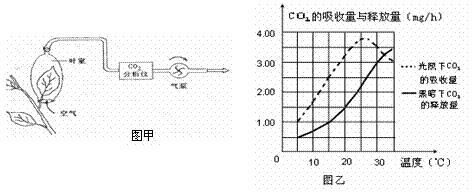 叶室
CO₂
分析仪
气泵
空气
图甲
CO₂的吸收量与释放量（mg/h）
4.00
3.00
2.00
1.00
0
10
20
30
温度（℃）
光照下CO₂
的吸收量
黑暗下CO₂
的释放量
图乙